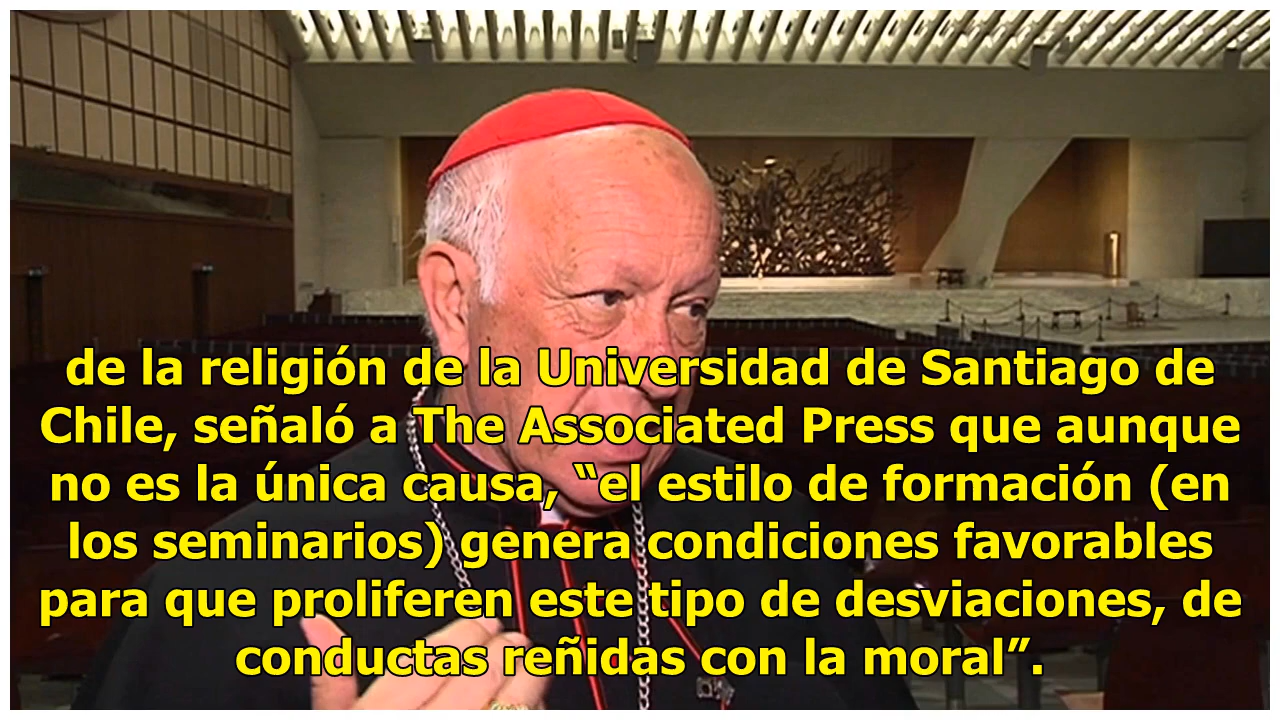 de la religión de la Universidad de Santiago de
Chile, señaló a The Associated Press que aunque
no es la única causa, “el estilo de formación (en
los seminarios) genera condiciones favorables
para que proliferen este tipo de desviaciones, de
conductas reñidas con la moral”.